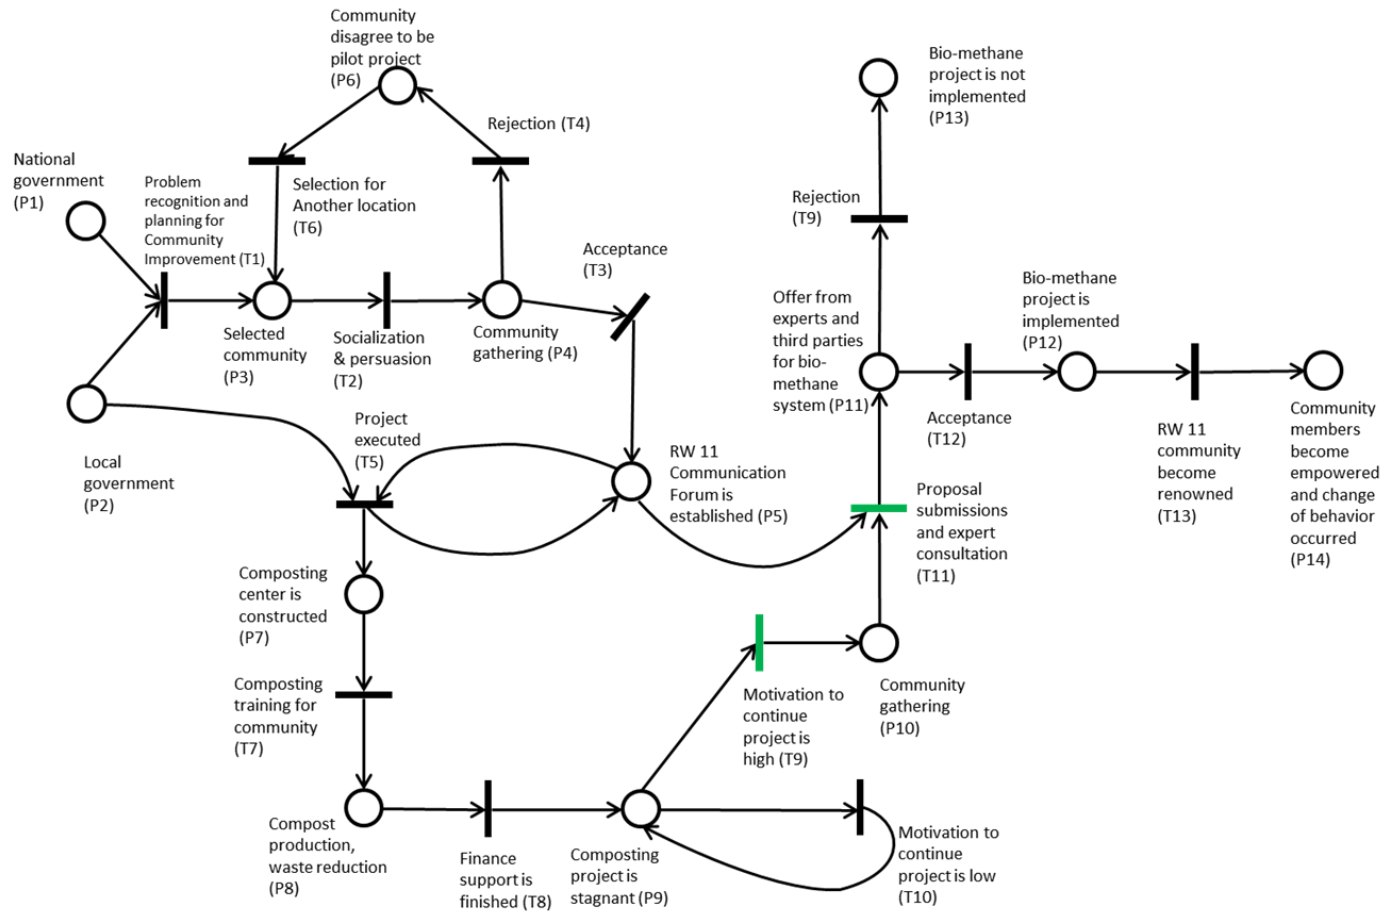 Community
disagree to be
pilot project
(P6)
Rejection (T4)
National
government
(P1)
Problem
recognition and
planning for
Community
Improvement (T1)
Selection for
Another location
(T6)
Acceptance
(T3)
Selected
community
(P3)
Socialization
& persuasion
(T2)
Community
gathering (P4)
Local
government
(P2)
Project
executed
(T5)
RW 11
Communication
Forum is
established (P5)
Composting
center is
constructed
(P7)
Composting
training for
community
(T7)
Compost
production,
waste reduction
(P8)
Finance
support is
finished (T8)
Composting
project is
stagnant (P9)
Motivation to
continue
project is
high (T9)
Motivation to
continue
project is low
(T10)
Community
gathering
(P10)
Proposal
submissions
and expert
consultation
(T11)
Offer from
experts and
third parties
for bio-
methane
system (P11)
Rejection
(T9)
Bio-methane
project is not
implemented
(P13)
Acceptance
(T12)
Bio-methane
project is
implemented
(P12)
RW 11
community
become
renowned
(T13)
Community
members
become
empowered
and change
of behavior
occurred
(P14)